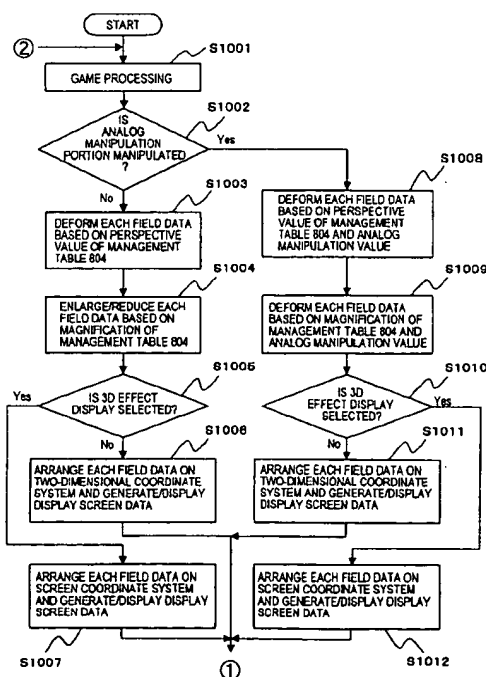 START
②
S1001
GAME PROCESSING
S1002
IS
ANALOG
MANIPULATION
PORTION MANIPULATED
?
Yes
No
S1003
DEFORM EACH FIELD DATA
BASED ON PERSPECTIVE
VALUE OF MANAGEMENT
TABLE 804
S1008
DEFORM EACH FIELD DATA
BASED ON PERSPECTIVE
VALUE OF MANAGEMENT
TABLE 804 AND ANALOG
MANIPULATION VALUE
S1004
ENLARGE/REDUCE EACH
FIELD DATA BASED ON
MAGNIFICATION OF
MANAGEMENT TABLE 804
S1009
DEFORM EACH FIELD DATA
BASED ON MAGNIFICATION OF
MANAGEMENT TABLE 804 AND
ANALOG MANIPULATION VALUE
S1005
Yes
IS 3D EFFECT
DISPLAY SELECTED?
No
S1010
IS 3D
EFFECT DISPLAY
SELECTED?
Yes
No
S1006
ARRANGE EACH FIELD DATA ON
TWO-DIMENSIONAL COORDINATE
SYSTEM AND GENERATE/DISPLAY
DISPLAY SCREEN DATA
S1011
ARRANGE EACH FIELD DATA ON
TWO-DIMENSIONAL COORDINATE
SYSTEM AND GENERATE/DISPLAY
DISPLAY SCREEN DATA
ARRANGE EACH FIELD DATA ON
SCREEN COORDINATE SYSTEM
AND GENERATE/DISPLAY DISPLAY
SCREEN DATA
S1007
ARRANGE EACH FIELD DATA ON
SCREEN COORDINATE SYSTEM
AND GENERATE/DISPLAY DISPLAY
SCREEN DATA
S1012
①